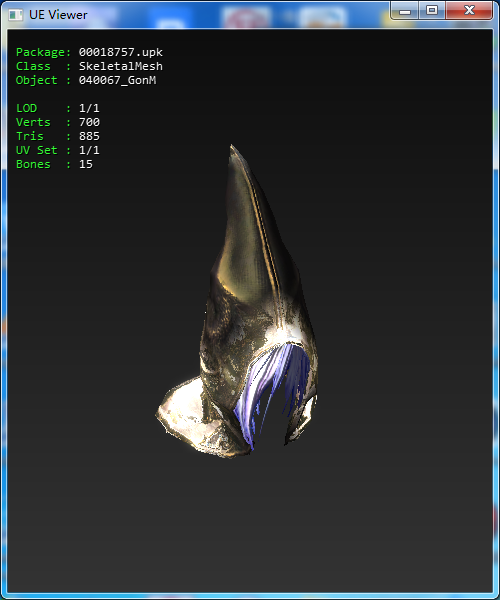 UE Viewer
Package: 00018757.upk
Class : SkeletalMesh
Object : 040067_GonM
LOD : 1/1
Verts : 700
Tris : 885
UV Set : 1/1
Bones : 15